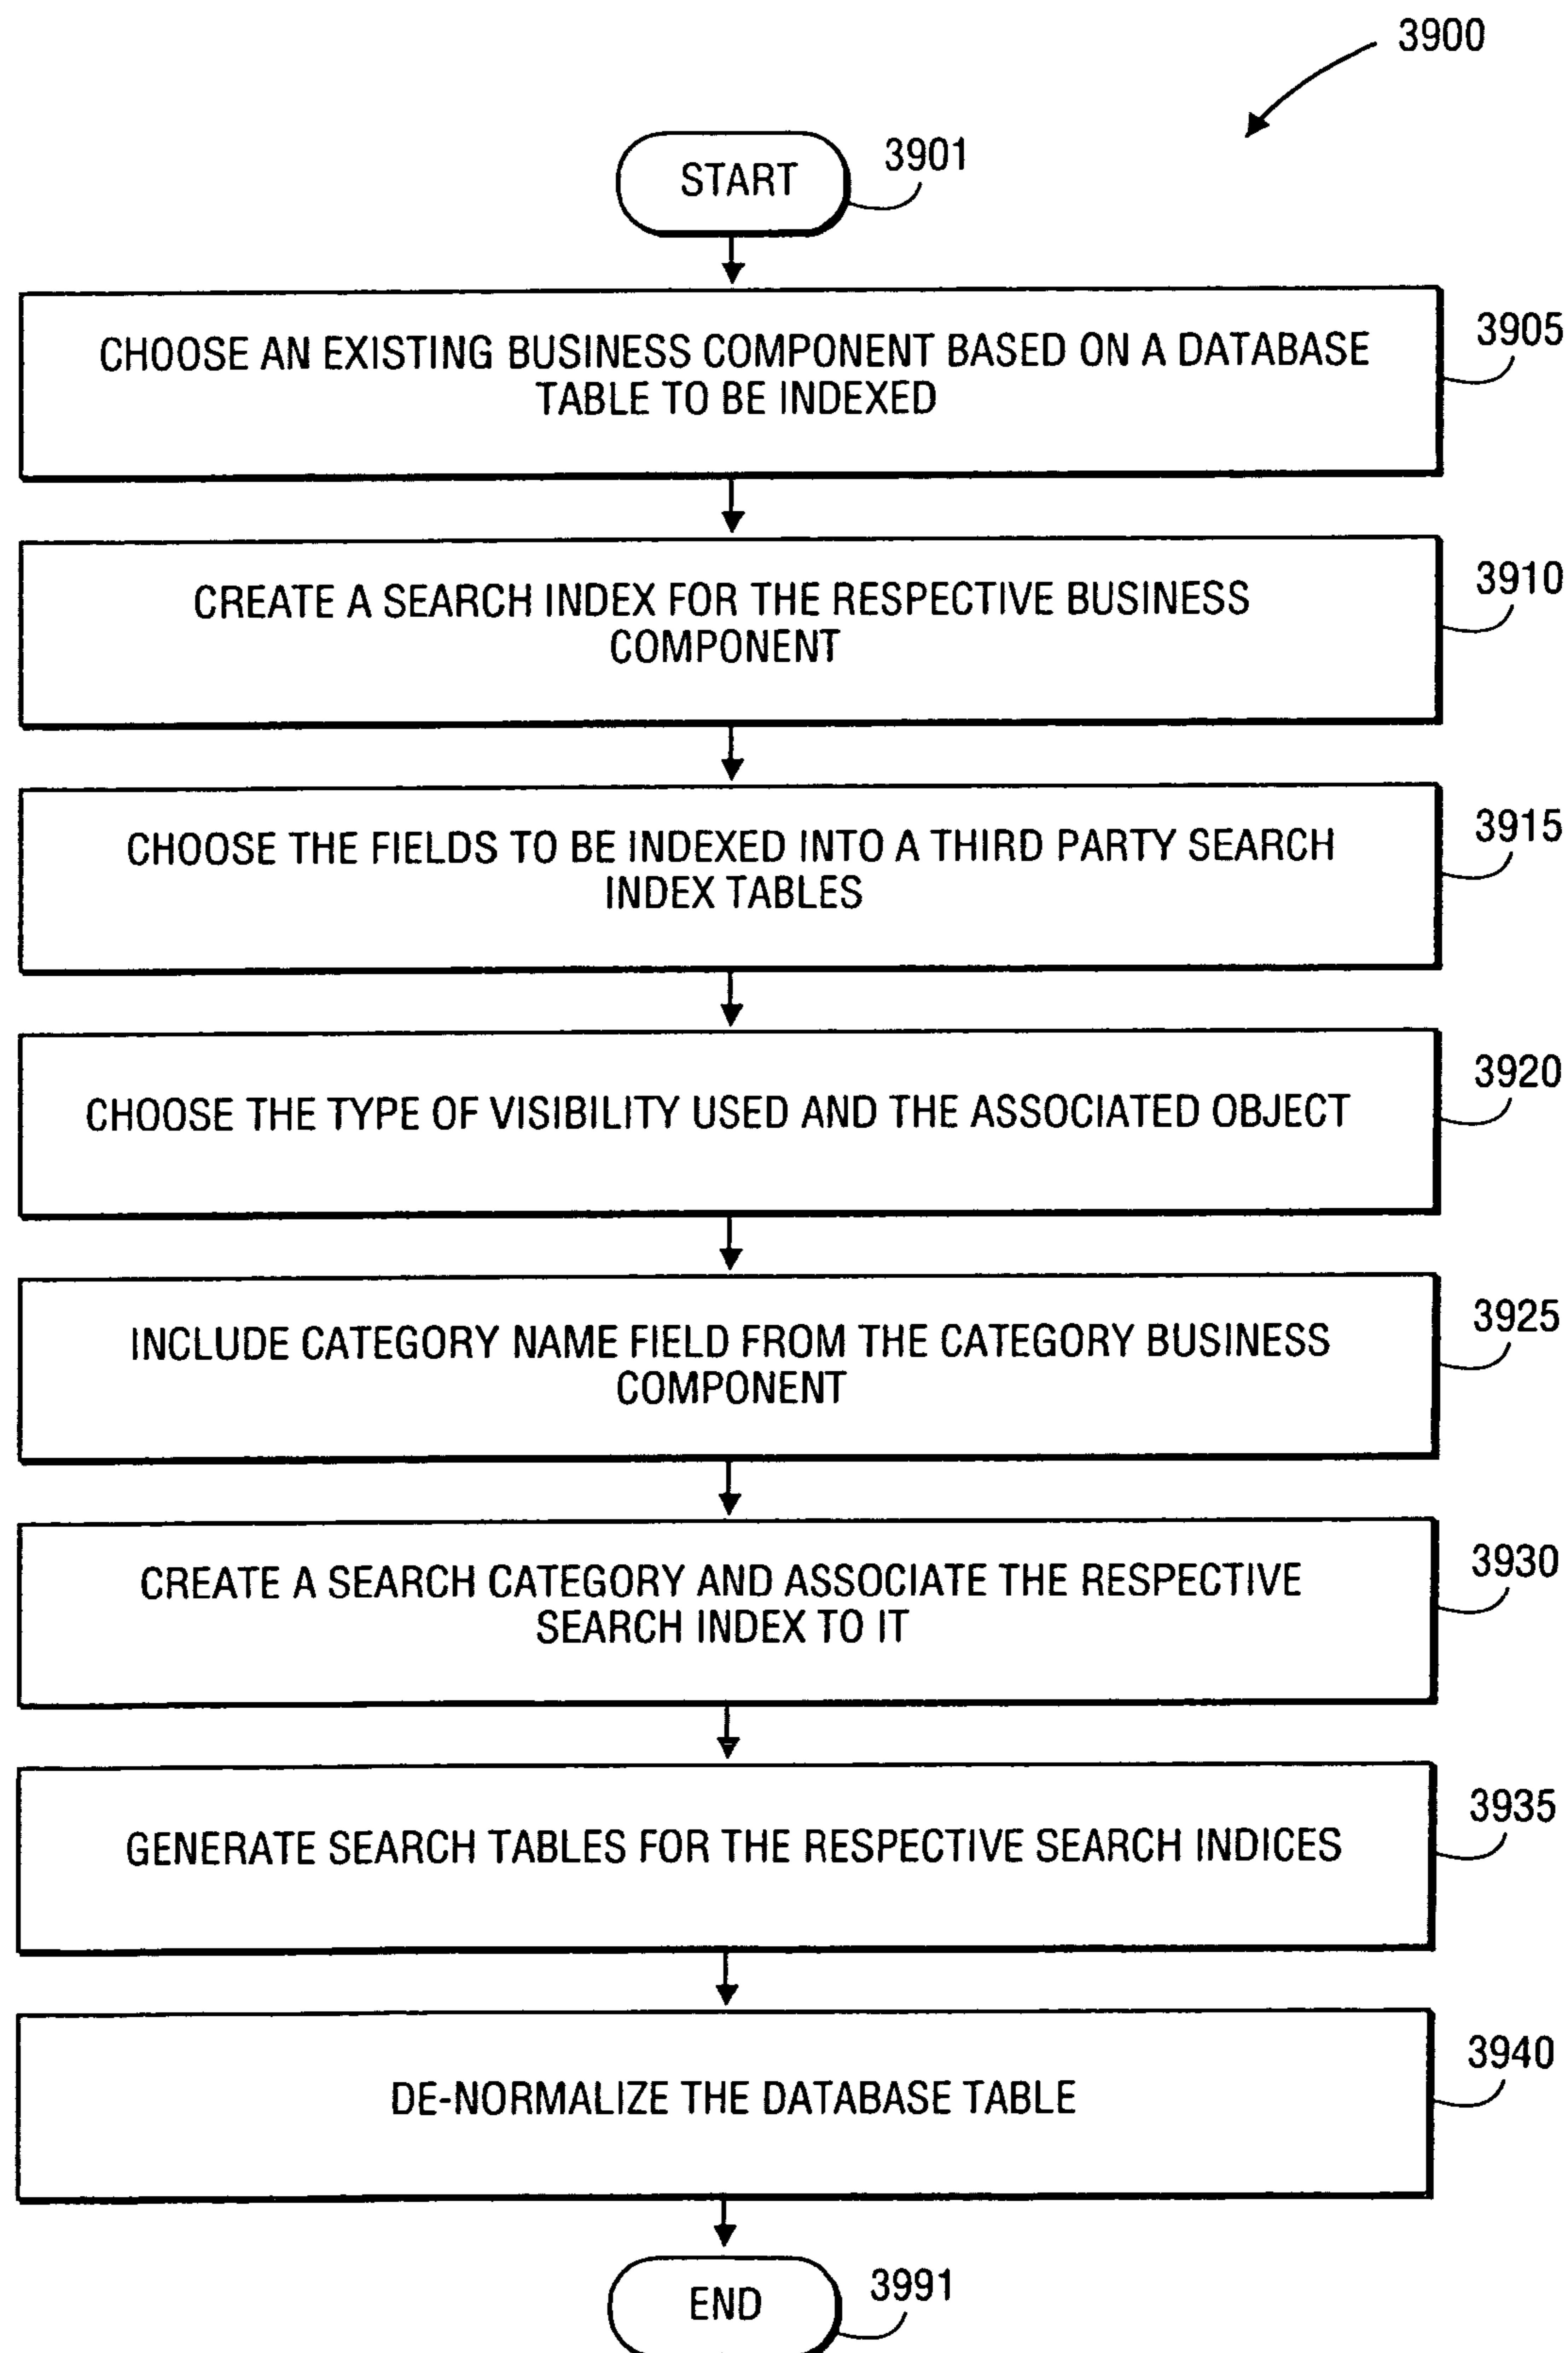 3900
START
3901
CHOOSE AN EXISTING BUSINESS COMPONENT BASED ON A DATABASE
TABLE TO BE INDEXED
3905
CREATE A SEARCH INDEX FOR THE RESPECTIVE BUSINESS
COMPONENT
3910
CHOOSE THE FIELDS TO BE INDEXED INTO A THIRD PARTY SEARCH
INDEX TABLES
3915
CHOOSE THE TYPE OF VISIBILITY USED AND THE ASSOCIATED OBJECT
3920
INCLUDE CATEGORY NAME FIELD FROM THE CATEGORY BUSINESS
COMPONENT
3925
CREATE A SEARCH CATEGORY AND ASSOCIATE THE RESPECTIVE
SEARCH INDEX TO IT
3930
GENERATE SEARCH TABLES FOR THE RESPECTIVE SEARCH INDICES
3935
DE-NORMALIZE THE DATABASE TABLE
3940
END
3991